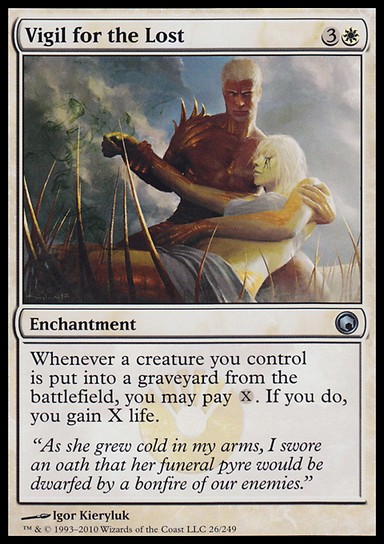 Vigil for the Lost 3
Enchantment
Whenever a creature you control
is put into a graveyard from the
battlefield, you may pay X. If you do,
you gain X life.
“As she grew cold in my arms, I swore
an oath that her funeral pyre would be
dwarfed by a bonfire of our enemies.”
Igor Kieryluk
™ & © 1993–2010 Wizards of the Coast LLC 26/249